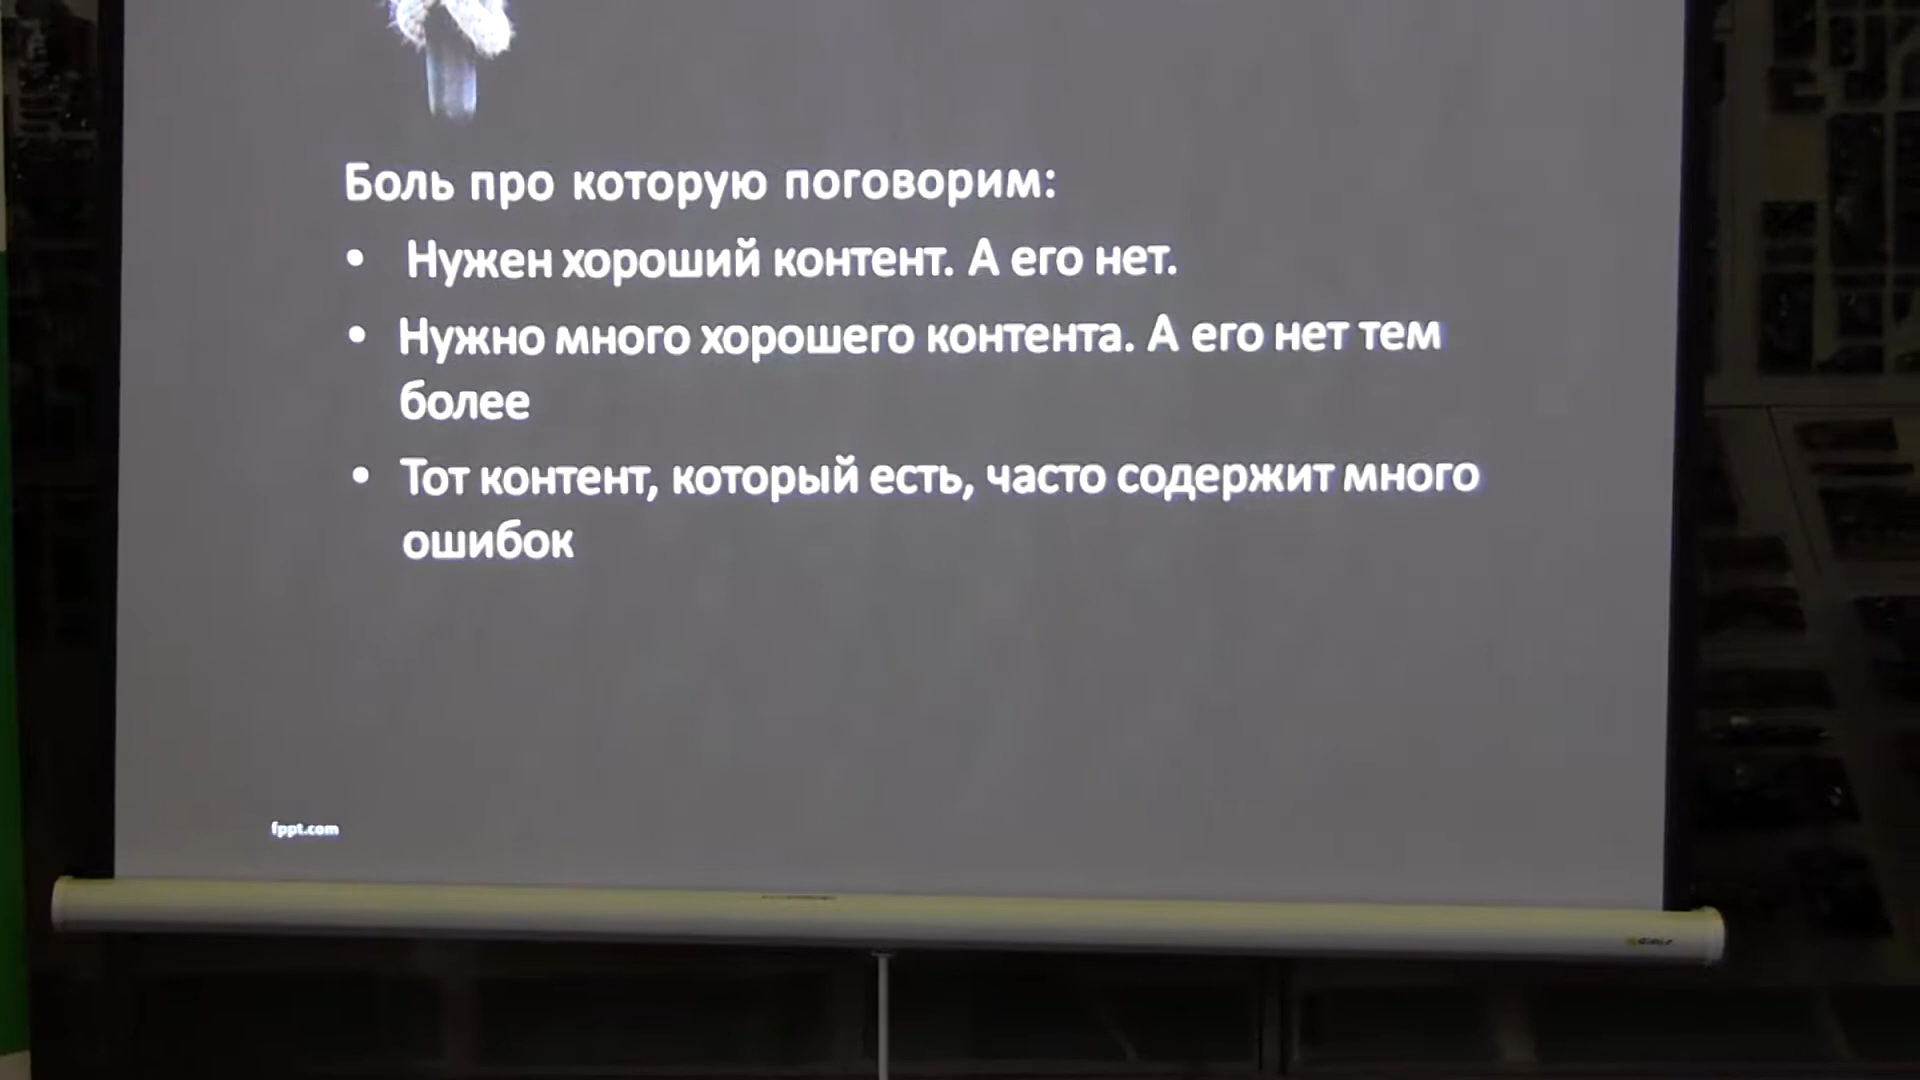 Боль про которую поговорим:
• Нужен хороший контент. А его нет.
• Нужно много хорошего контента. А его нет тем
более
• Тот контент, который есть, часто содержит много
ошибок
fppt.com